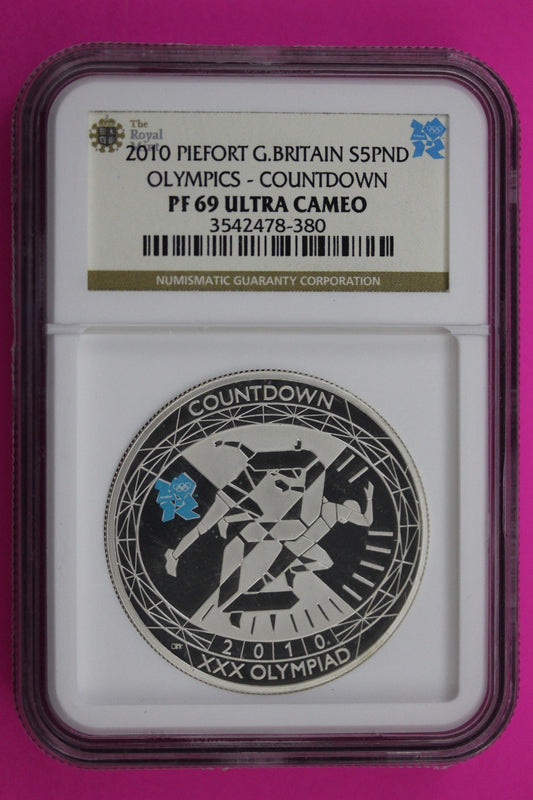 The
Royal
Mint
2010 PIEFORT G.BRITAIN S5PND
OLYMPICS - COUNTDOWN
PF 69 ULTRA CAMEO
3542478-380
NUMISMATIC GUARANTY CORPORATION
COUNTDOWN
2010
XXX OLYMPIAD